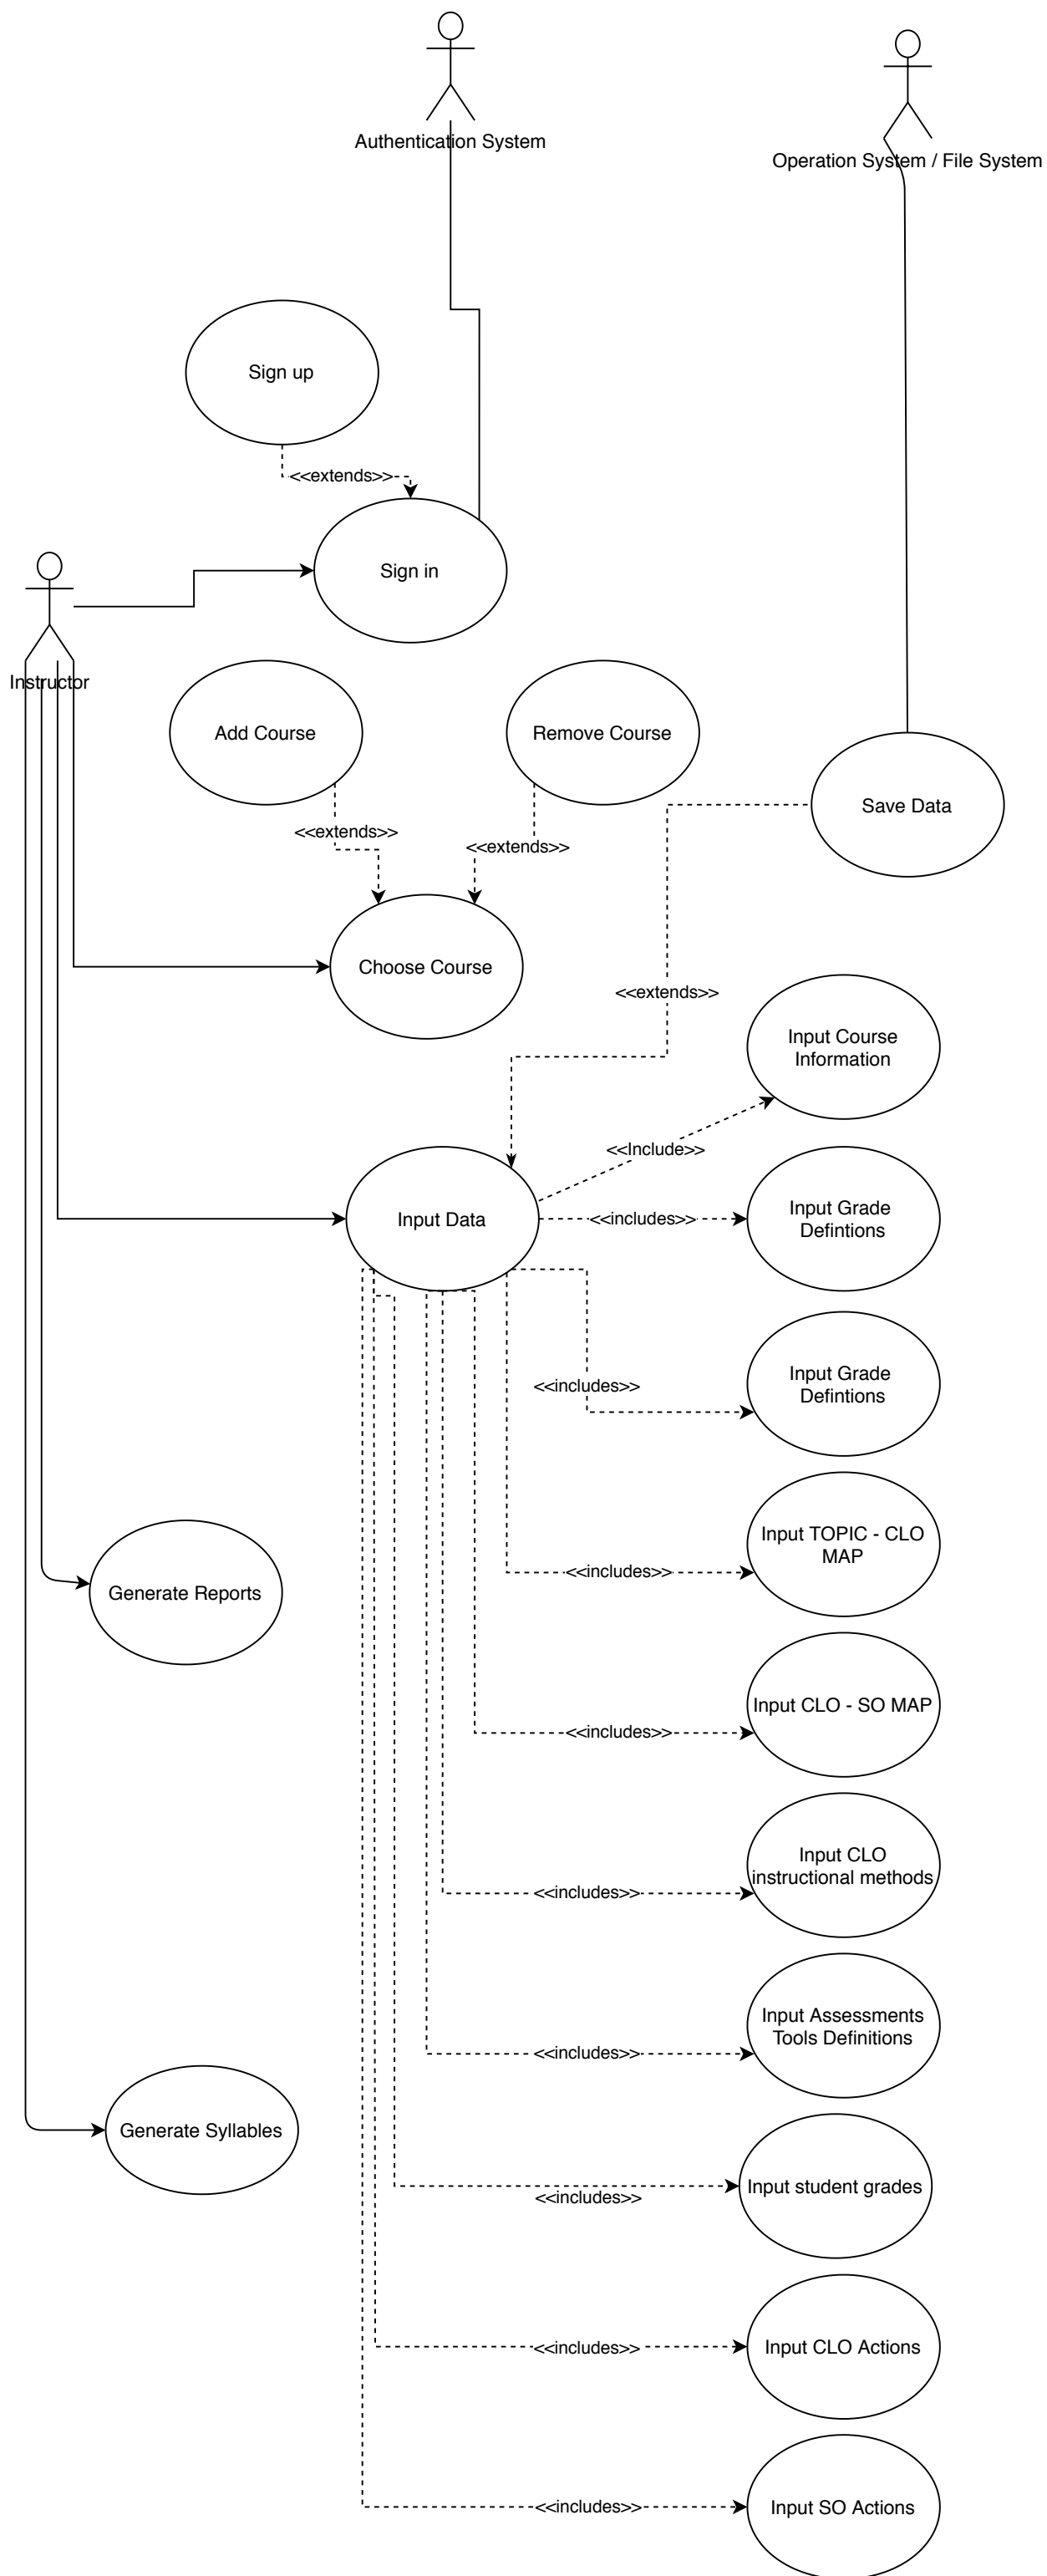 Authentication System
Operation System / File System
Sign up
<<extends>>
Sign in
Instructor
Add Course
Remove Course
Save Data
<<extends>>
<<extends>>
Choose Course
<<extends>>
Input Course
Information
<<Include>>
Input Data
<<includes>>
Input Grade
Defintions
<<includes>>
Input Grade
Defintions
Input TOPIC - CLO
MAP
<<includes>>
Generate Reports
Input CLO - SO MAP
<<includes>>
Input CLO
instructional methods
<<includes>>
Input Assessments
Tools Definitions
<<includes>>
Generate Syllables
Input student grades
<<includes>>
Input CLO Actions
<<includes>>
Input SO Actions
<<includes>>